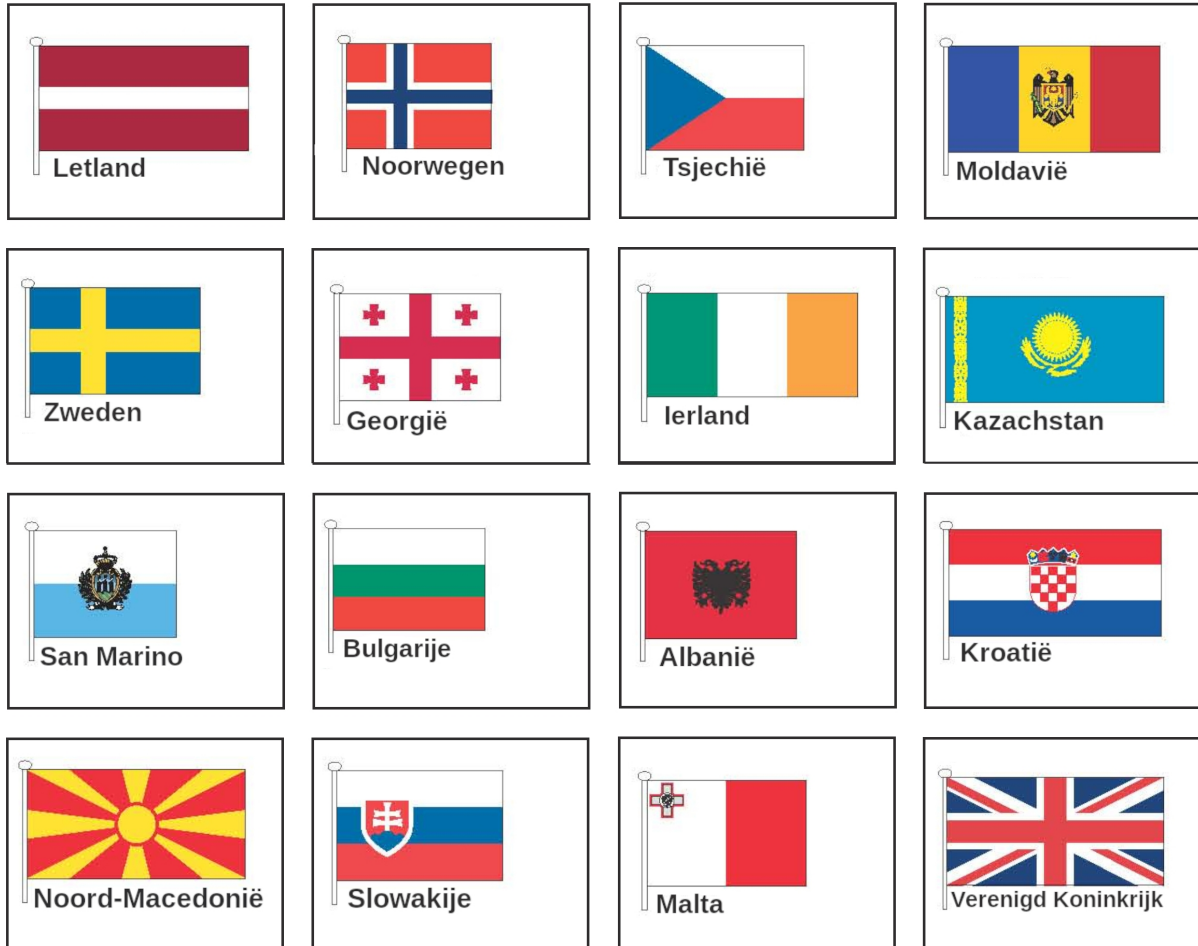 Letland
Noorwegen
Tsjechië
Moldavië
Zweden
Georgië
Ierland
Kazachstan
San Marino
Bulgarije
Albanië
Kroatië
Noord-Macedonië
Slowakije
Malta
Verenigd Koninkrijk